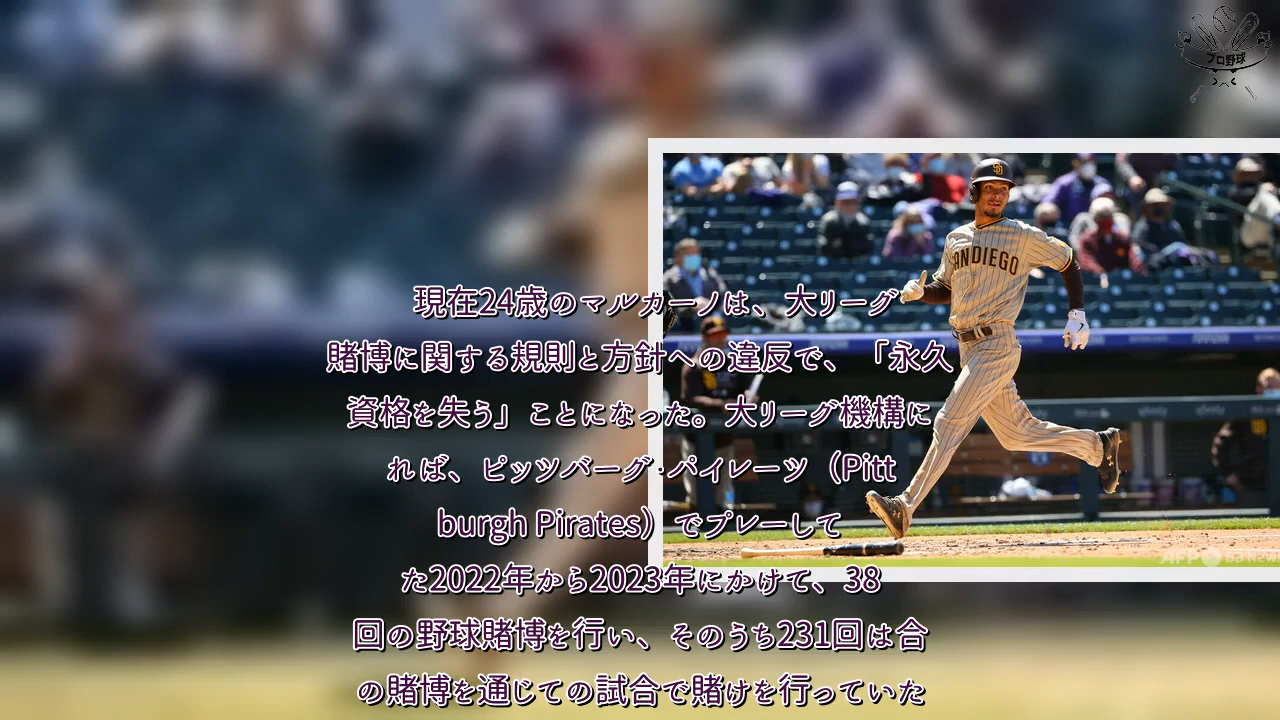 プロ野球
SANDIEGO
現在24歳のマルカーノは、大リーグ
賭博に関する規則と方針への違反で、「永久
資格を失う」ことになった。大リーグ機構に
れば、ピッツバーグ·パイレーツ（Pitt
burgh Pirates）でプレーして
た2022年から2023年にかけて、38
回の野球賭博を行い、そのうち231回は合
の賭博を通じての試合で賭けを行っていた